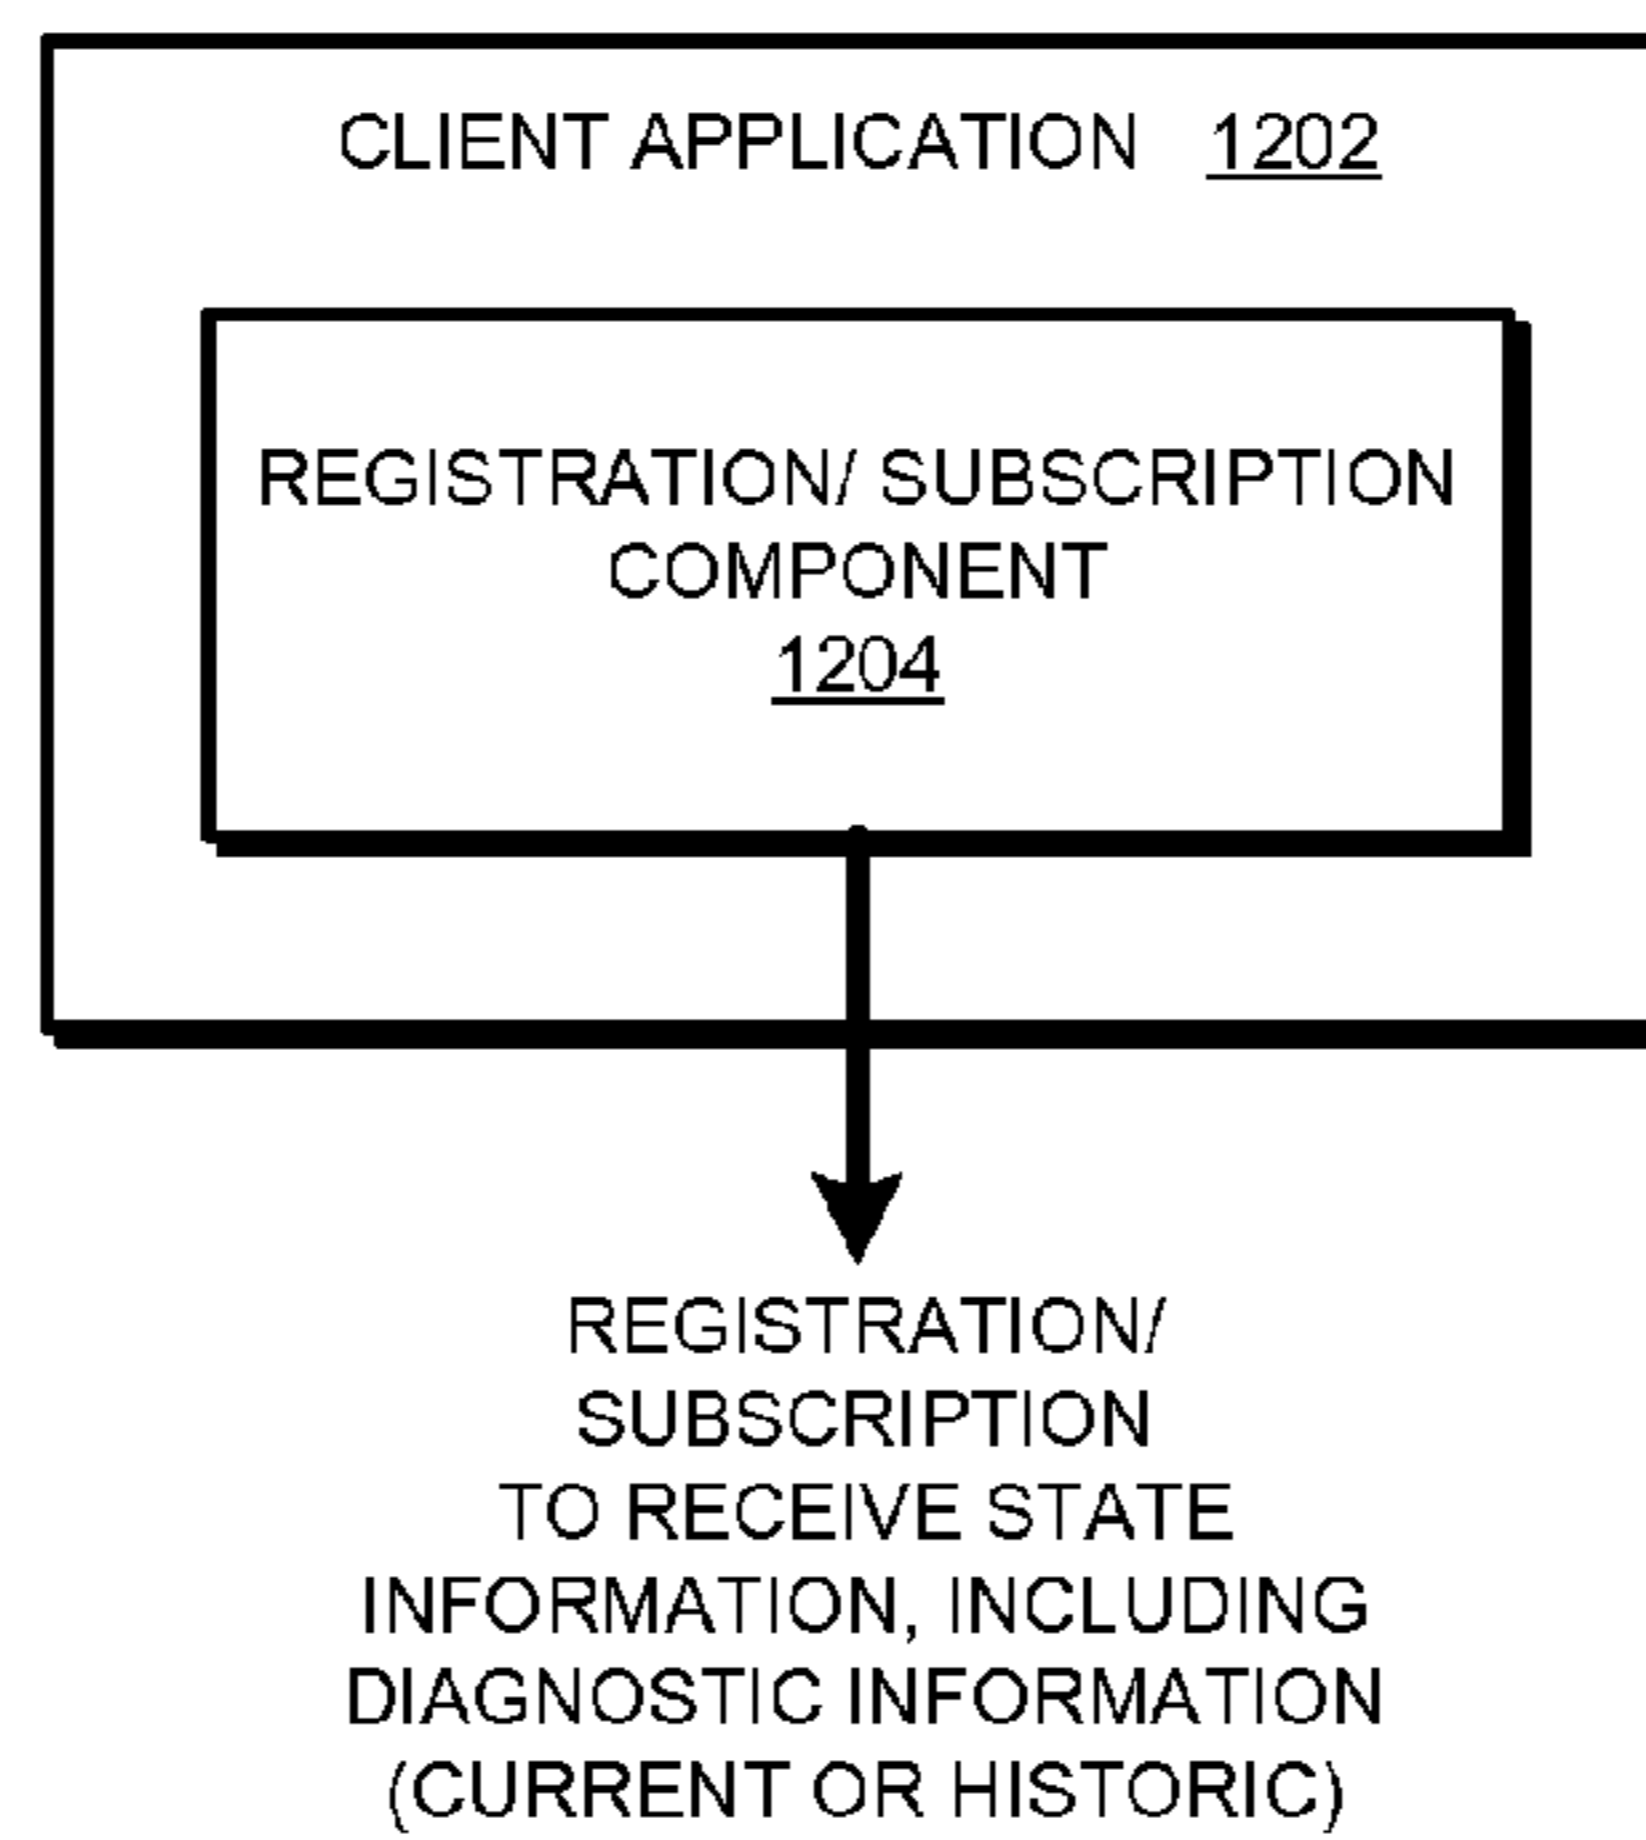 CLIENT APPLICATION 1202
REGISTRATION/ SUBSCRIPTION
COMPONENT
1204
REGISTRATION/
SUBSCRIPTION
TO RECEIVE STATE
INFORMATION, INCLUDING
DIAGNOSTIC INFORMATION
(CURRENT OR HISTORIC)